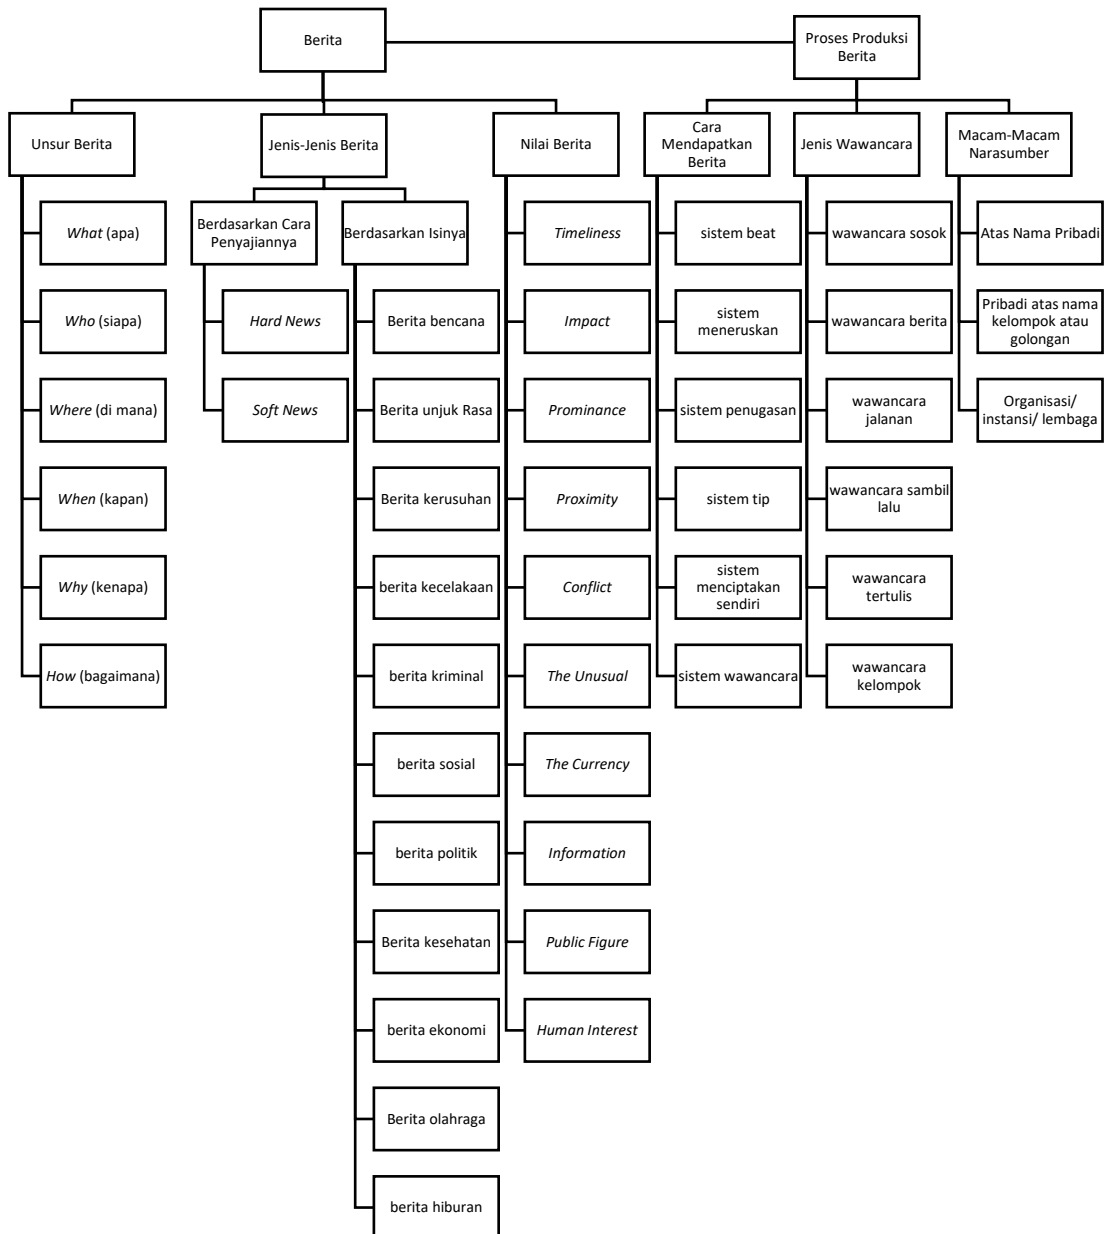 Berita
Proses Produksi
Berita
Unsur Berita
Jenis-Jenis Berita
Nilai Berita
Cara
Mendapatkan
Berita
Jenis Wawancara
Macam-Macam
Narasumber
What (apa)
Who (siapa)
Where (di mana)
When (kapan)
Why (kenapa)
How (bagaimana)
Berdasarkan Cara
Penyajiannya
Hard News
Soft News
Berdasarkan Isinya
Berita bencana
Berita unjuk Rasa
Berita kerusuhan
berita kecelakaan
berita kriminal
berita sosial
berita politik
Berita kesehatan
berita ekonomi
Berita olahraga
berita hiburan
Timeliness
Impact
Prominance
Proximity
Conflict
The Unusual
The Currency
Information
Public Figure
Human Interest
sistem beat
sistem
meneruskan
sistem penugasan
sistem tip
sistem
menciptakan
sendiri
sistem wawancara
wawancara sosok
wawancara berita
wawancara
jalanan
wawancara sambil
lalu
wawancara
tertulis
wawancara
kelompok
Atas Nama Pribadi
Pribadi atas nama
kelompok atau
golongan
Organisasi/
instansi/ lembaga